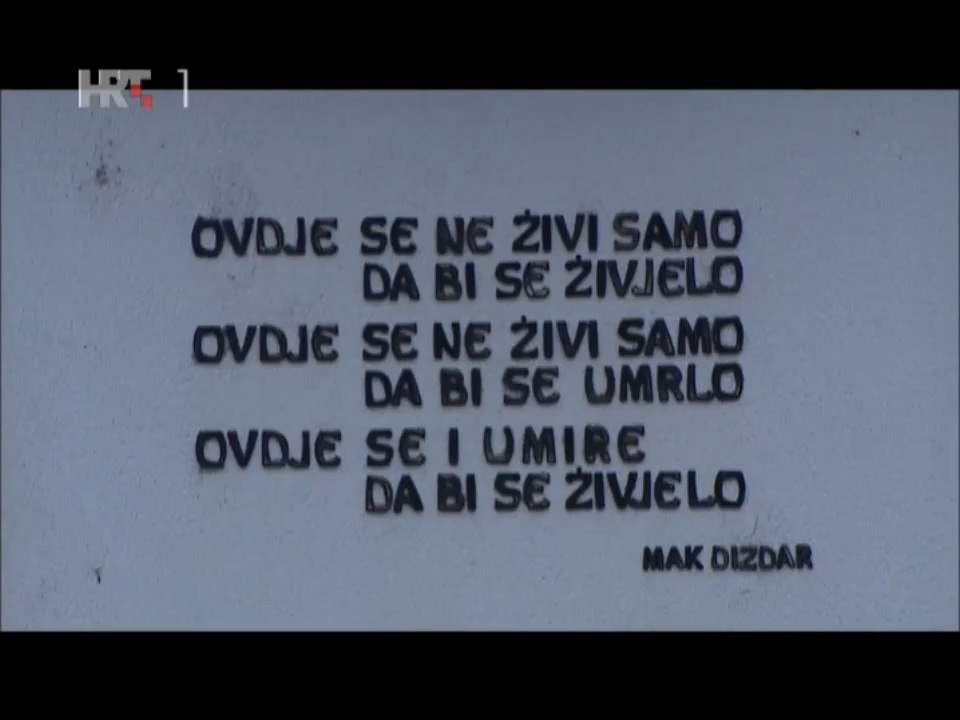 HRT 1
OVDJE SE NE ŽIVI SAMO
DA BI SE ŽIVJELO
OVDJE SE NE ŽIVI SAMO
DA BI SE UMRLO
OVDJE SE I UMIRE
DA BI SE ŽIVJELO
MAK DIZDAR